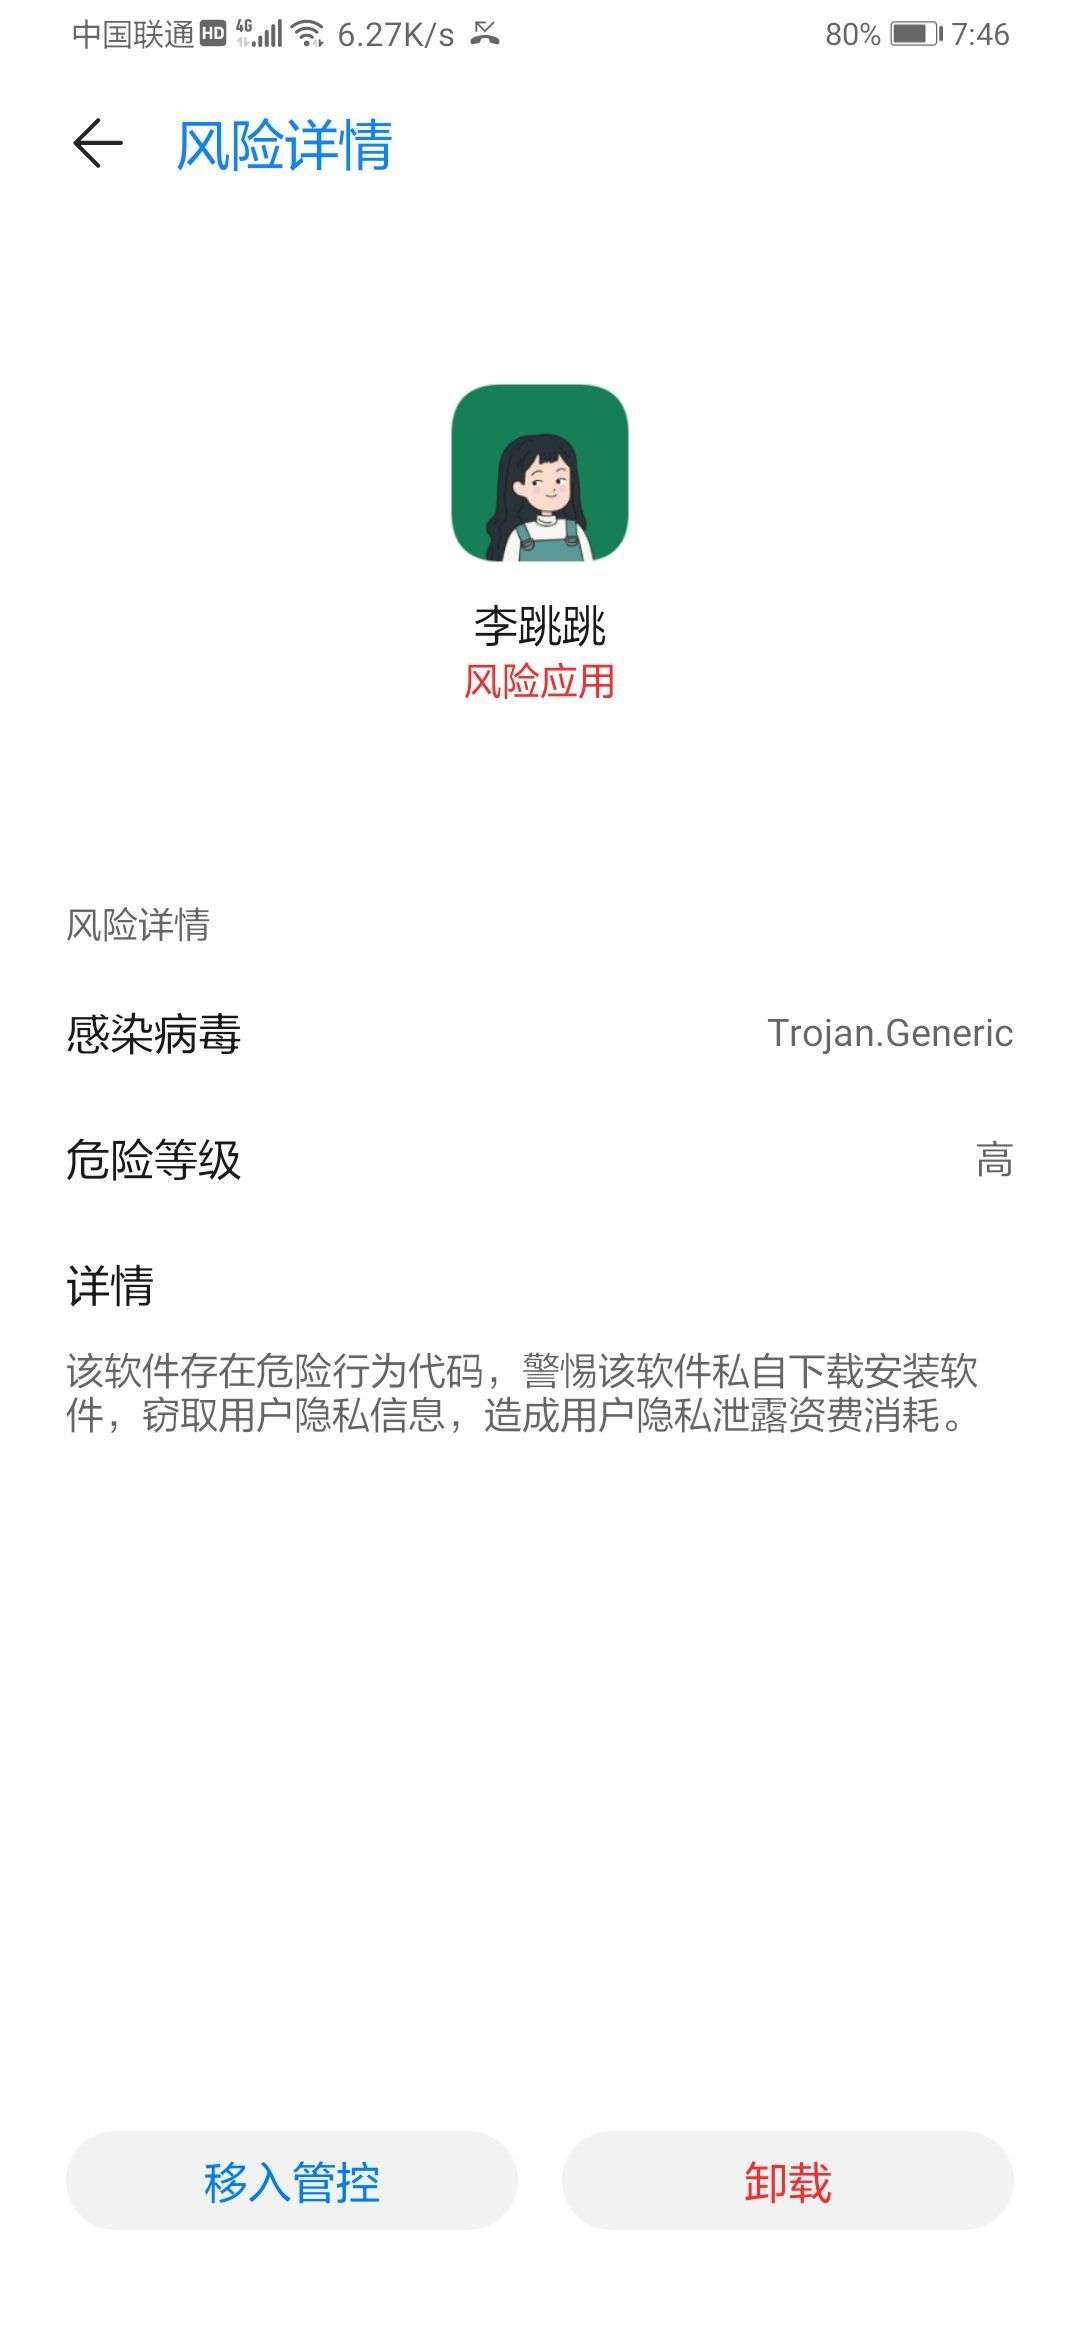 中国联通 HD 4G 6.27K/s 80% 7:46
风险详情
李跳跳
风险应用
风险详情
感染病毒 Trojan.Generic
危险等级 高
详情
该软件存在危险行为代码，警惕该软件私自下载安装软
件，窃取用户隐私信息，造成用户隐私泄露资费消耗。
移入管控 卸载